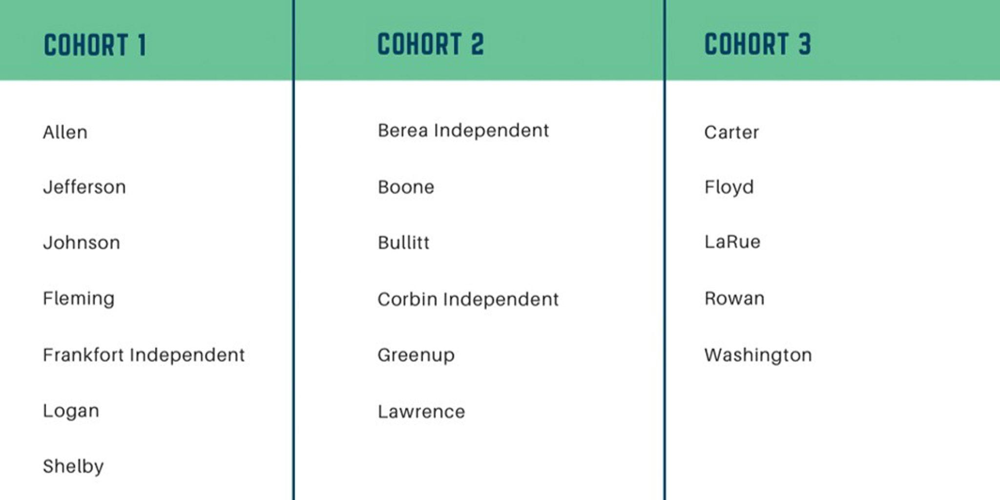 COHORT 1
Allen
Jefferson
Johnson
Fleming
Frankfort Independent
Logan
Shelby
COHORT 2
Berea Independent
Boone
Bullitt
Corbin Independent
Greenup
Lawrence
COHORT 3
Carter
Floyd
LaRue
Rowan
Washington